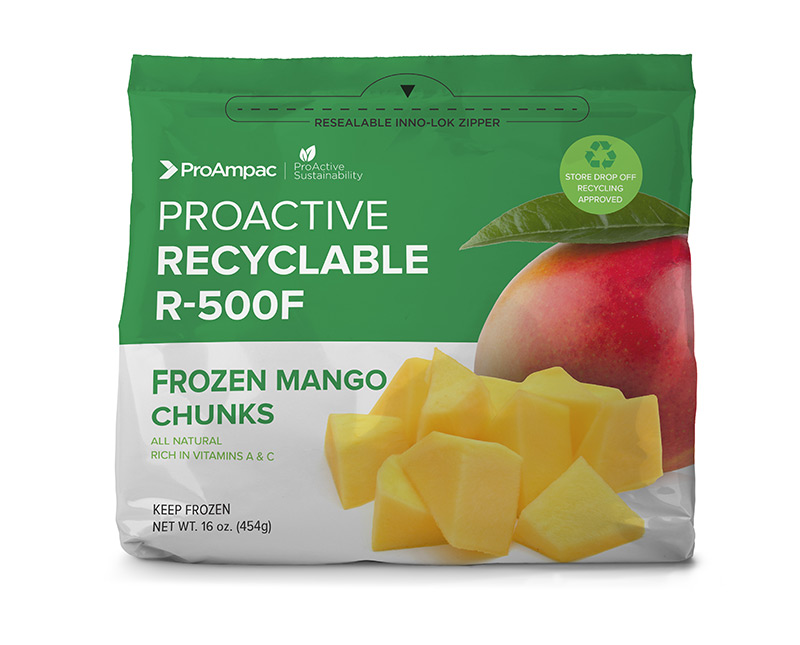 RESEALABLE INNO-LOK ZIPPER
ProAmpac
ProActive
Sustainability
STORE DROP OFF
RECYCLING
APPROVED
PROACTIVE
RECYCLABLE
R-500F
FROZEN MANGO
CHUNKS
ALL NATURAL
RICH IN VITAMINS A & C
KEEP FROZEN
NET WT. 16 oz. (454g)